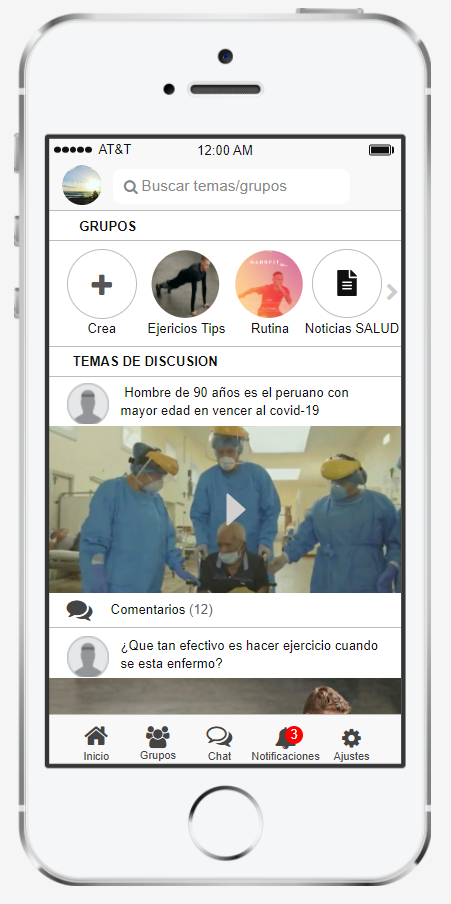 AT&T 12:00 AM
Buscar temas/grupos
GRUPOS
Crea Ejericios Tips Rutina Noticias SALUD
TEMAS DE DISCUSION
Hombre de 90 años es el peruano con
mayor edad en vencer al covid-19
Comentarios (12)
¿Que tan efectivo es hacer ejercicio cuando
se esta enfermo?
3
Inicio Grupos Chat Notificaciones Ajustes